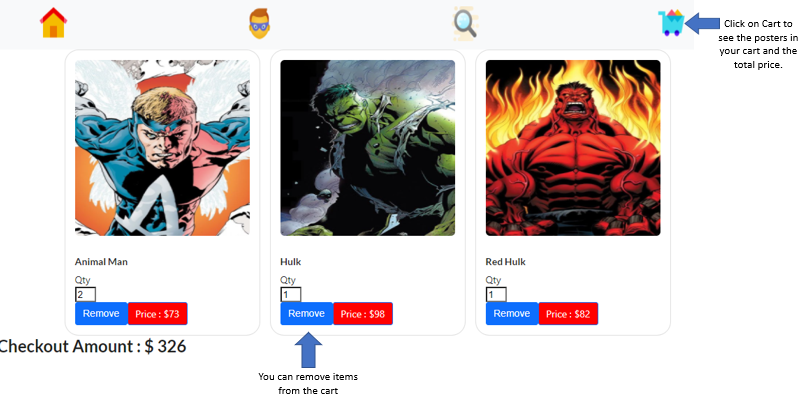 Click on Cart to
see the posters in
your cart and the
total price.
Animal Man
Qty
2
Remove
Price : $73
Hulk
Qty
1
Remove
Price : $98
Red Hulk
Qty
1
Remove
Price : $82
Checkout Amount : $ 326
You can remove items
from the cart